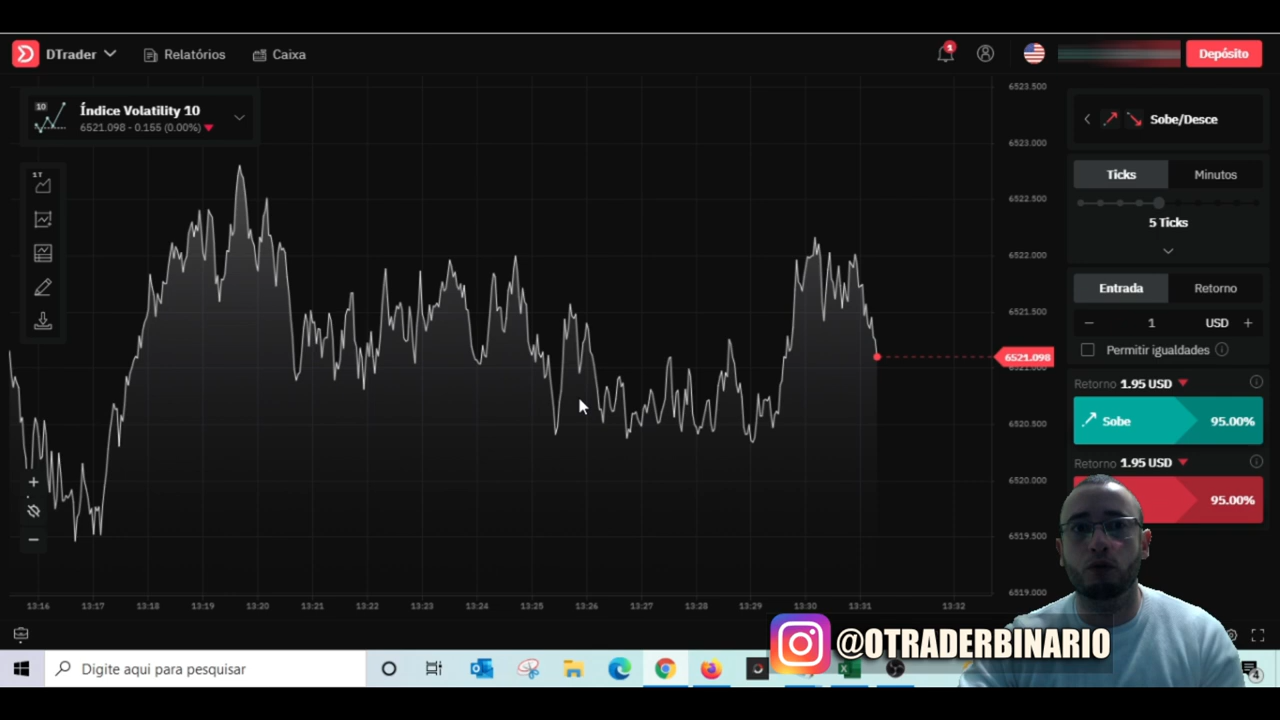 DTrader
Relatórios
Caixa
1
Depósito
10
Índice Volatility 10
6521.098 - 0.155 (0.00%)
1T
6523.500
6523.000
6522.500
6522.000
6521.500
6521.098
6520.500
6520.000
6519.500
6519.000
13:16 13:17 13:18 13:19 13:20 13:21 13:22 13:23 13:24 13:25 13:26 13:27 13:28 13:29 13:30 13:31 13:32
Sobe/Desce
Ticks Minutos
5 Ticks
Entrada Retorno
− 1 USD +
Permitir igualdades
Retorno 1.95 USD
Sobe 95.00%
Retorno 1.95 USD
95.00%
@OTRADERBINARIO
Digite aqui para pesquisar
4